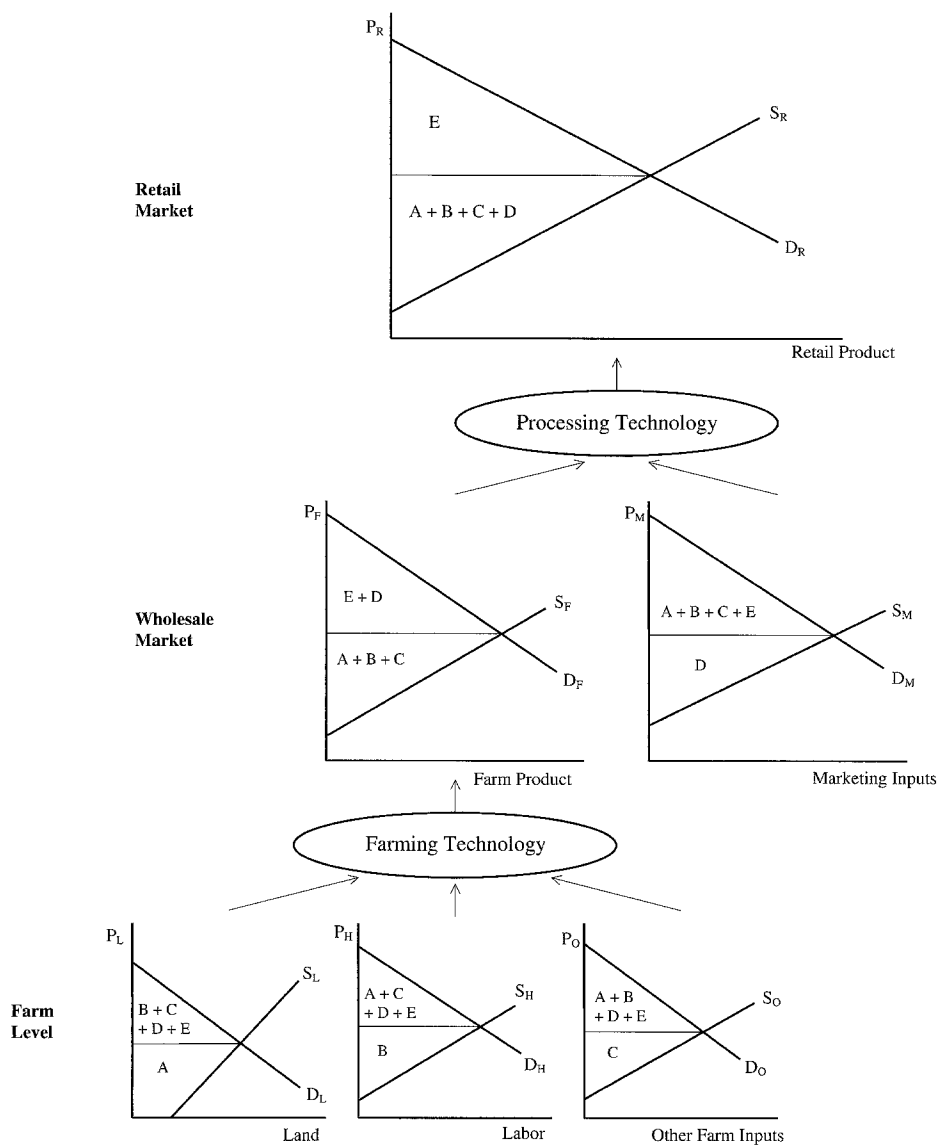 P_R
E
S_R
Retail
Market
A + B + C + D
D_R
Retail Product
Processing Technology
P_F
P_M
E + D
S_F
A + B + C + E
S_M
Wholesale
Market
A + B + C
D
D_F
D_M
Farm Product
Marketing Inputs
Farming Technology
P_L
P_H
P_O
S_L
B + C
+ D + E
A + C
+ D + E
S_H
A + B
+ D + E
S_O
Farm
Level
A
B
C
D_L
D_H
D_O
Land
Labor
Other Farm Inputs